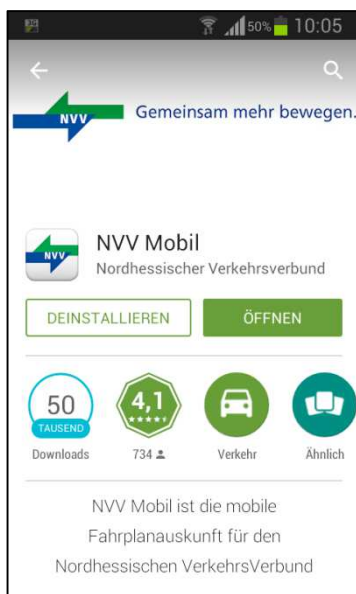 50% 10:05
NVV Gemeinsam mehr bewegen.
NVV
NVV Mobil
Nordhessischer Verkehrsverbund
DEINSTALLIEREN ÖFFNEN
50 4,1
TAUSEND
Downloads 734 Verkehr Ähnlich
NVV Mobil ist die mobile
Fahrplanauskunft für den
Nordhessischen VerkehrsVerbund